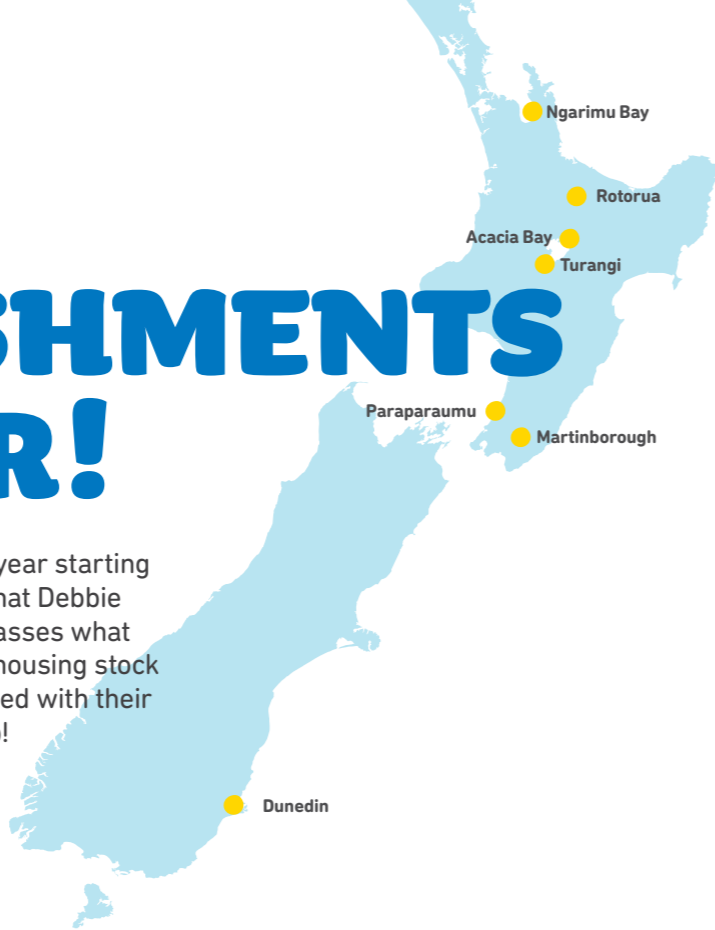 Ngarimu Bay
Rotorua
Acacia Bay
Turangi
SHMENTS
R!
Paraparaumu
Martinborough
year starting
hat Debbie
asses what
housing stock
ed with their
!
Dunedin